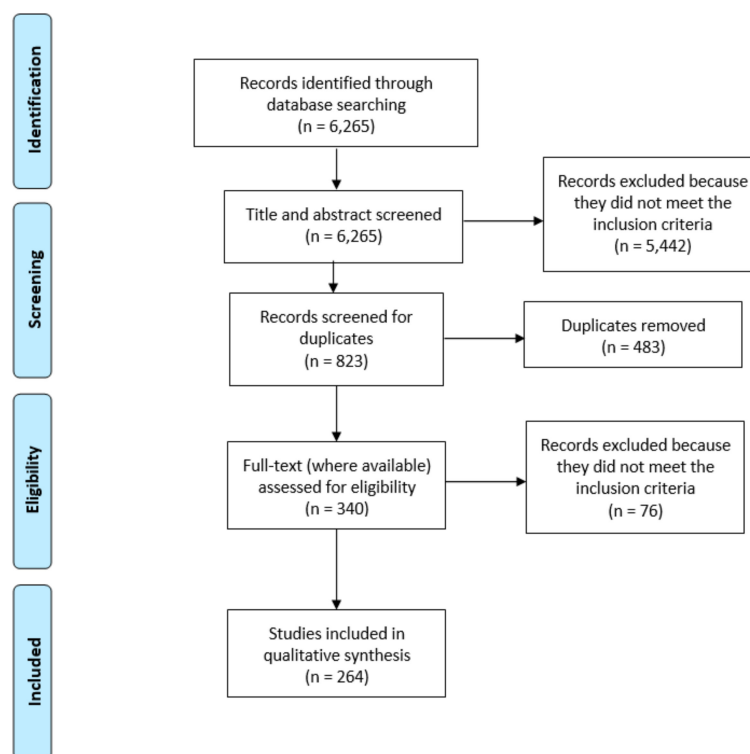 Identification
Records identified through
database searching
(n = 6,265)
Title and abstract screened
(n = 6,265)
Records excluded because
they did not meet the
inclusion criteria
(n = 5,442)
Screening
Records screened for
duplicates
(n = 823)
Duplicates removed
(n = 483)
Eligibility
Full-text (where available)
assessed for eligibility
(n = 340)
Records excluded because
they did not meet the
inclusion criteria
(n = 76)
Included
Studies included in
qualitative synthesis
(n = 264)